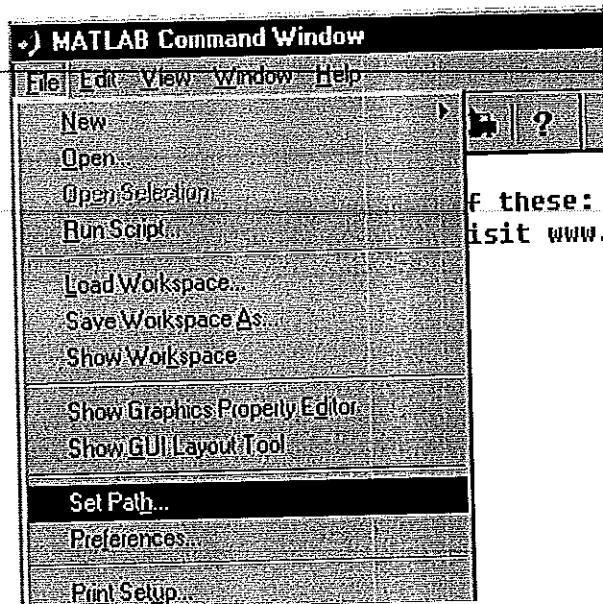 MATLAB Command Window
File Edit View Window Help
New
Open...
Open Selection...
Run Script...
Load Workspace...
Save Workspace As...
Show Workspace
Show Graphics Property Editor
Show GUI Layout Tool
Set Path...
Preferences...
Print Setup...
?
f these:
isit www.